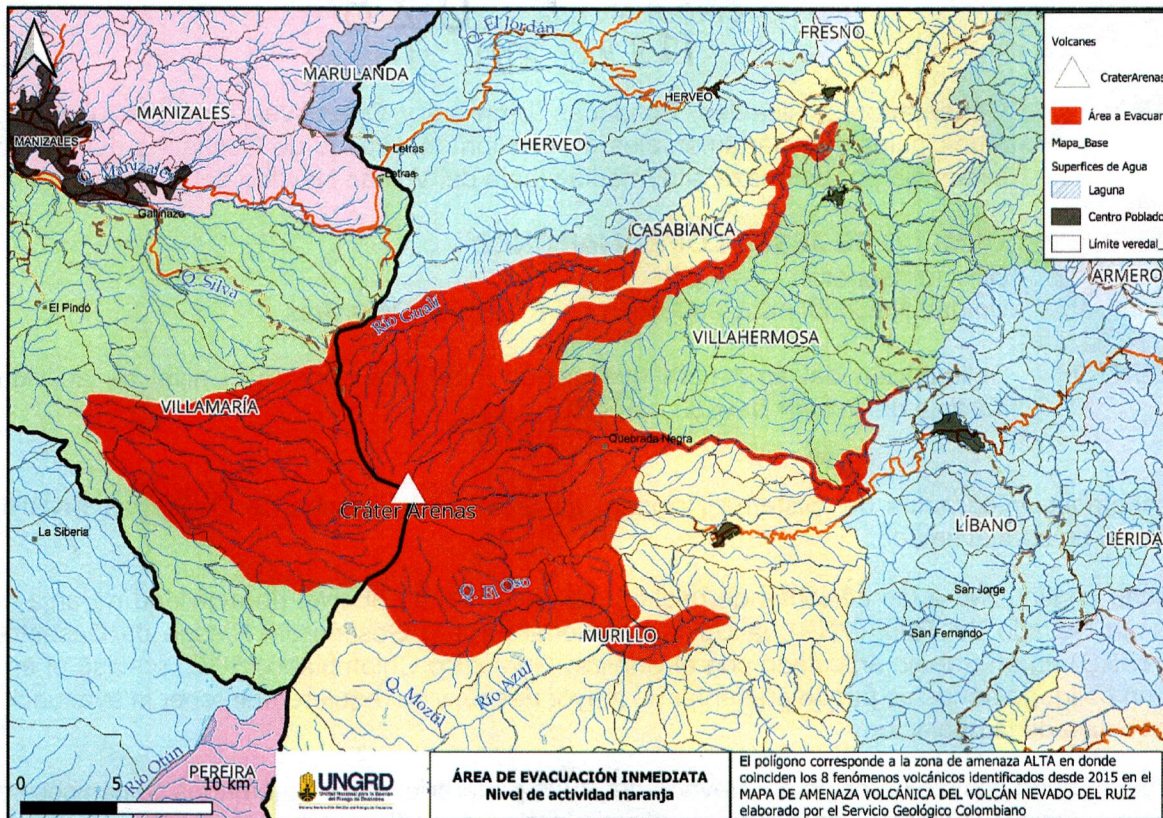 Q. El Jordán
FRESNO
MARULANDA
MANIZALES
HERVEO
MANIZALES
HERVEO
Letras
Letras
Q. Manizales
Gallinazo
CASABIANCA
Q. Silva
El Pindó
Río Gualí
VILLAHERMOSA
ARMERO
VILLAMARÍA
Quebrada Negra
Cráter Arenas
La Siberia
LÍBANO
LÉRIDA
Q. El Oso
San Jorge
MURILLO
San Fernando
Q. Mozul
Río Azul
Río Otún
PEREIRA
0 5 10 km
Volcanes
CraterArenas
Área a Evacuar
Mapa_Base
Superfices de Agua
Laguna
Centro Poblado
Límite veredal_
UNGRD
ÁREA DE EVACUACIÓN INMEDIATA
Nivel de actividad naranja
El polígono corresponde a la zona de amenaza ALTA en donde
coinciden los 8 fenómenos volcánicos identificados desde 2015 en el
MAPA DE AMENAZA VOLCÁNICA DEL VOLCÁN NEVADO DEL RUÍZ
elaborado por el Servicio Geológico Colombiano